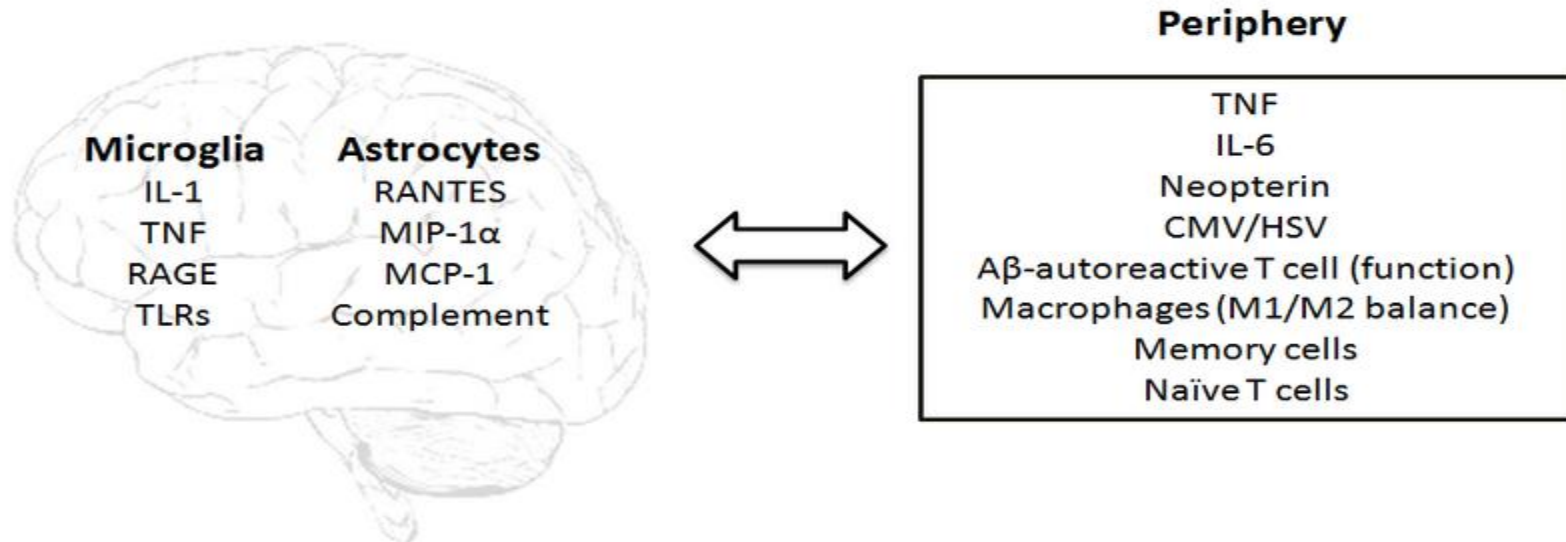 Periphery
Microglia
IL-1
TNF
RAGE
TLRs
Astrocytes
RANTES
MIP-1α
MCP-1
Complement
TNF
IL-6
Neopterin
CMV/HSV
Aβ-autoreactive T cell (function)
Macrophages (M1/M2 balance)
Memory cells
Naïve T cells